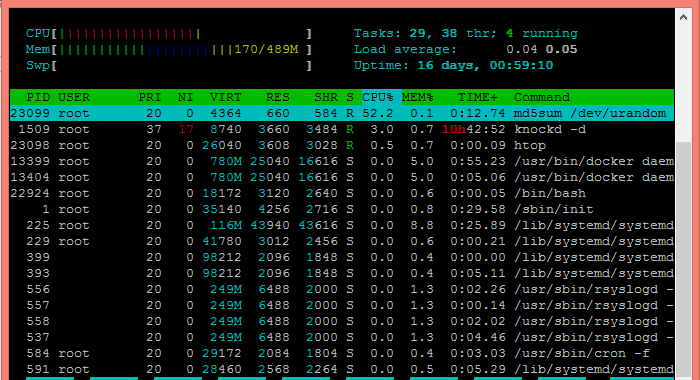 CPU[||||||||||||||||||| ] Tasks: 29, 38 thr; 4 running
Mem[|||||||||||||||||||||||170/489M ] Load average: 0.04 0.05
Swp[ ] Uptime: 16 days, 00:59:10
PID USER PRI NI VIRT RES SHR S CPU% MEM% TIME+ Command
23099 root 20 0 4364 660 584 R 52.2 0.1 0:12.74 md5sum /dev/urandom
1509 root 37 17 8740 3660 3484 R 3.0 0.7 10h42:52 knockd -d
23098 root 20 0 26040 3608 3028 R 0.5 0.7 0:00.09 htop
13399 root 20 0 780M 25040 16616 S 0.0 5.0 0:55.23 /usr/bin/docker daem
13404 root 20 0 780M 25040 16616 S 0.0 5.0 0:05.06 /usr/bin/docker daem
22924 root 20 0 18172 3120 2640 S 0.0 0.6 0:00.05 /bin/bash
1 root 20 0 35140 4256 2716 S 0.0 0.8 0:29.58 /sbin/init
225 root 20 0 116M 43940 43616 S 0.0 8.8 0:25.89 /lib/systemd/systemd
229 root 20 0 41780 3012 2456 S 0.0 0.6 0:00.21 /lib/systemd/systemd
399 20 0 98212 2096 1848 S 0.0 0.4 0:00.00 /lib/systemd/systemd
393 20 0 98212 2096 1848 S 0.0 0.4 0:05.11 /lib/systemd/systemd
556 20 0 249M 6488 2000 S 0.0 1.3 0:02.26 /usr/sbin/rsyslogd -
557 20 0 249M 6488 2000 S 0.0 1.3 0:00.14 /usr/sbin/rsyslogd -
558 20 0 249M 6488 2000 S 0.0 1.3 0:02.02 /usr/sbin/rsyslogd -
537 20 0 249M 6488 2000 S 0.0 1.3 0:04.46 /usr/sbin/rsyslogd -
584 root 20 0 29172 2084 1804 S 0.0 0.4 0:03.03 /usr/sbin/cron -f
591 root 20 0 28460 2568 2264 S 0.0 0.5 0:05.29 /lib/systemd/systemd